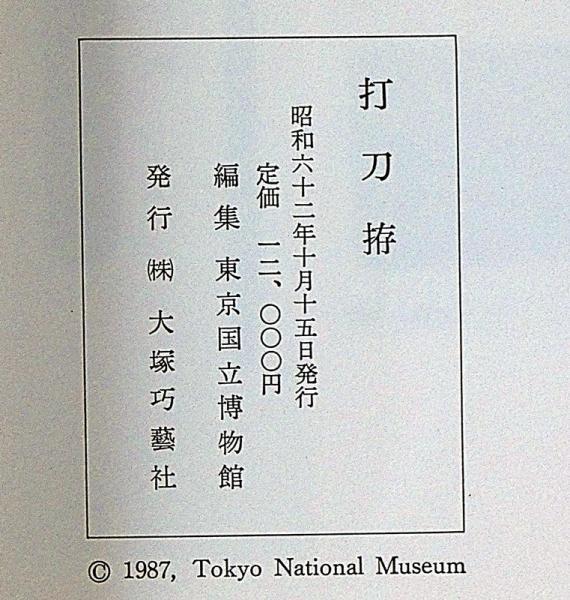 打刀拵
昭和六十二年十月十五日発行
定価 一二、〇〇〇円
編集 東京国立博物館
発行 ㈱ 大塚巧藝社
© 1987, Tokyo National Museum